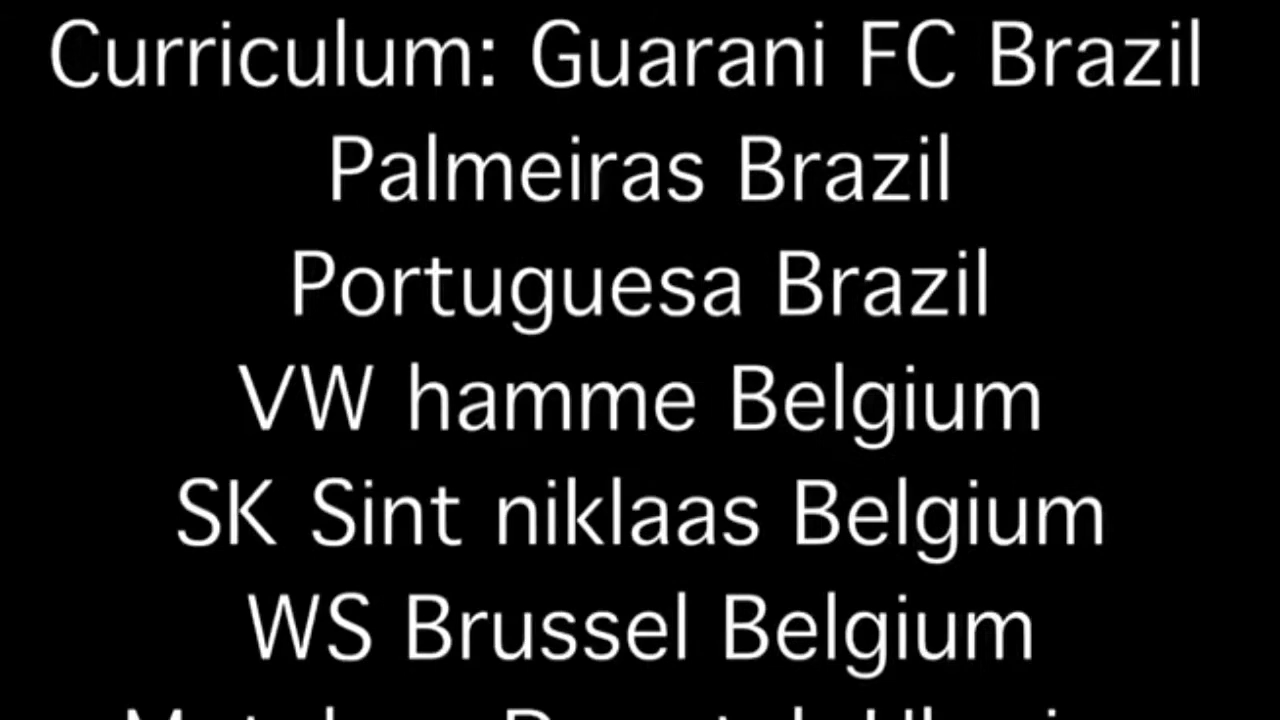 Curriculum: Guarani FC Brazil
Palmeiras Brazil
Portuguesa Brazil
VW hamme Belgium
SK Sint niklaas Belgium
WS Brussel Belgium